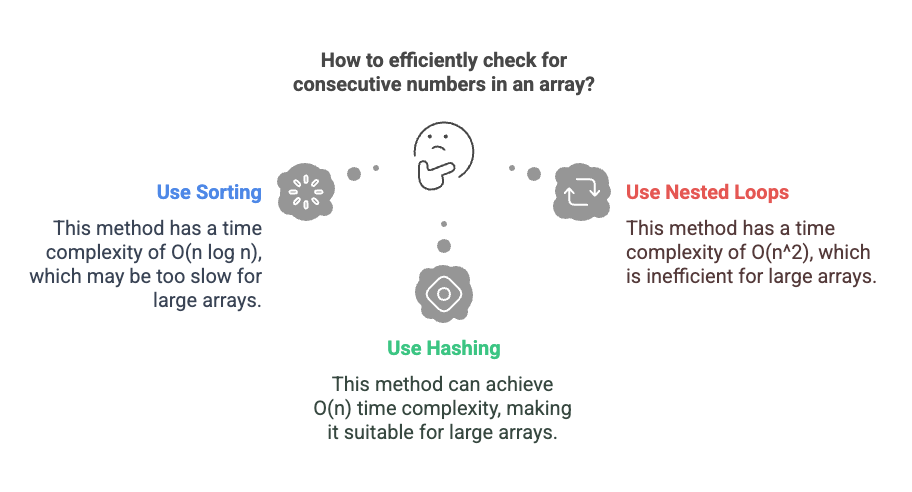 How to efficiently check for
consecutive numbers in an array?
Use Sorting
This method has a time
complexity of O(n log n),
which may be too slow for
large arrays.
Use Nested Loops
This method has a time
complexity of O(n^2), which
is inefficient for large arrays.
Use Hashing
This method can achieve
O(n) time complexity, making
it suitable for large arrays.